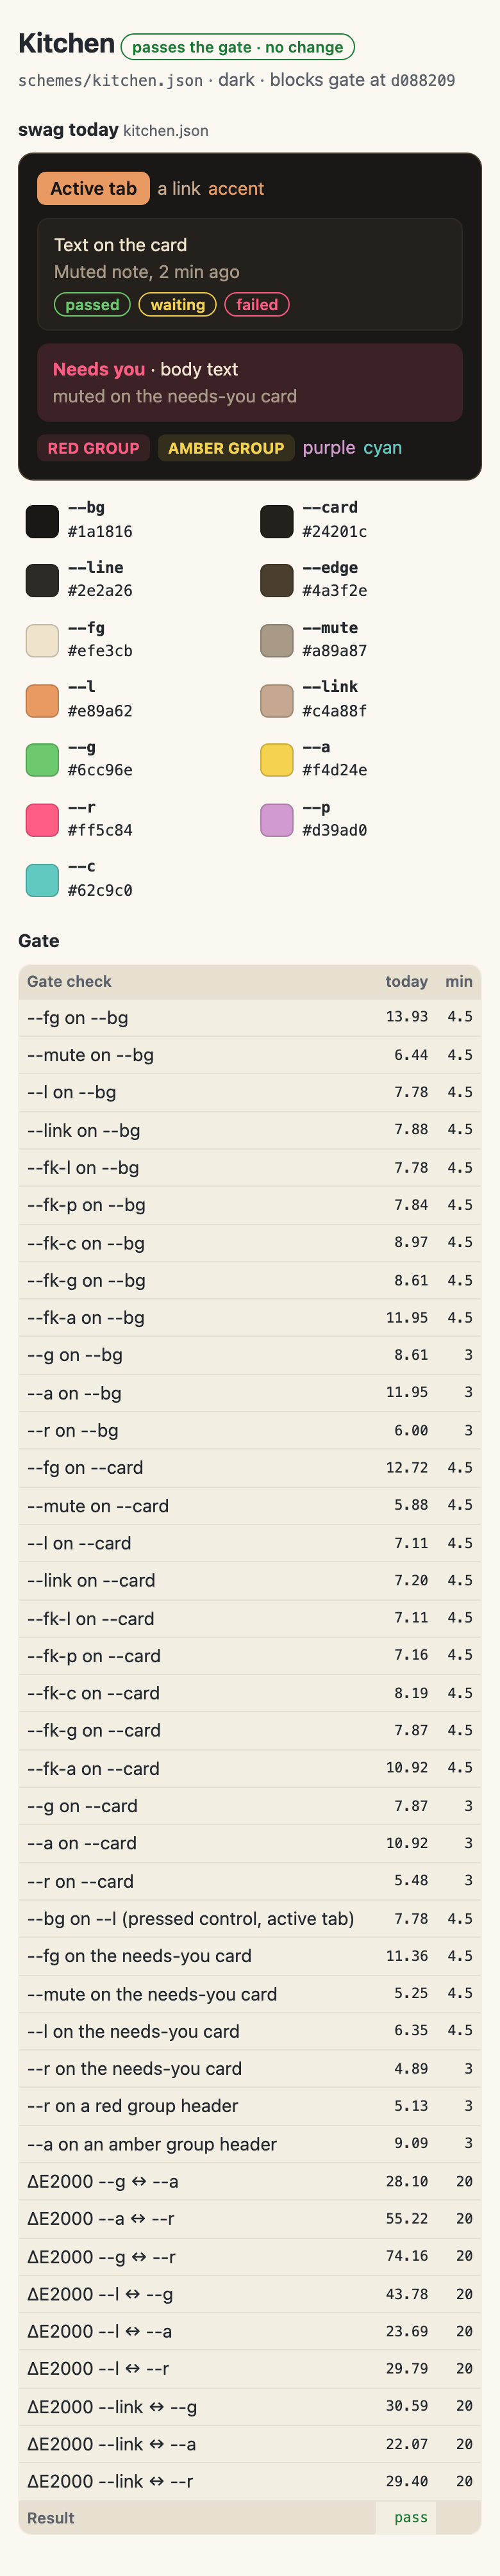 Kitchen passes the gate · no change
schemes/kitchen.json · dark · blocks gate at d088209
swag today kitchen.json
Active tab a link accent
Text on the card
Muted note, 2 min ago
passed waiting failed
Needs you · body text
muted on the needs-you card
RED GROUP AMBER GROUP purple cyan
--bg --card
#1a1816 #24201c
--line --edge
#2e2a26 #4a3f2e
--fg --mute
#efe3cb #a89a87
--l --link
#e89a62 #c4a88f
--g --a
#6cc96e #f4d24e
--r --p
#ff5c84 #d39ad0
--c
#62c9c0
Gate
Gate check today min
--fg on --bg 13.93 4.5
--mute on --bg 6.44 4.5
--l on --bg 7.78 4.5
--link on --bg 7.88 4.5
--fk-l on --bg 7.78 4.5
--fk-p on --bg 7.84 4.5
--fk-c on --bg 8.97 4.5
--fk-g on --bg 8.61 4.5
--fk-a on --bg 11.95 4.5
--g on --bg 8.61 3
--a on --bg 11.95 3
--r on --bg 6.00 3
--fg on --card 12.72 4.5
--mute on --card 5.88 4.5
--l on --card 7.11 4.5
--link on --card 7.20 4.5
--fk-l on --card 7.11 4.5
--fk-p on --card 7.16 4.5
--fk-c on --card 8.19 4.5
--fk-g on --card 7.87 4.5
--fk-a on --card 10.92 4.5
--g on --card 7.87 3
--a on --card 10.92 3
--r on --card 5.48 3
--bg on --l (pressed control, active tab) 7.78 4.5
--fg on the needs-you card 11.36 4.5
--mute on the needs-you card 5.25 4.5
--l on the needs-you card 6.35 4.5
--r on the needs-you card 4.89 3
--r on a red group header 5.13 3
--a on an amber group header 9.09 3
ΔE2000 --g ↔ --a 28.10 20
ΔE2000 --a ↔ --r 55.22 20
ΔE2000 --g ↔ --r 74.16 20
ΔE2000 --l ↔ --g 43.78 20
ΔE2000 --l ↔ --a 23.69 20
ΔE2000 --l ↔ --r 29.79 20
ΔE2000 --link ↔ --g 30.59 20
ΔE2000 --link ↔ --a 22.07 20
ΔE2000 --link ↔ --r 29.40 20
Result pass